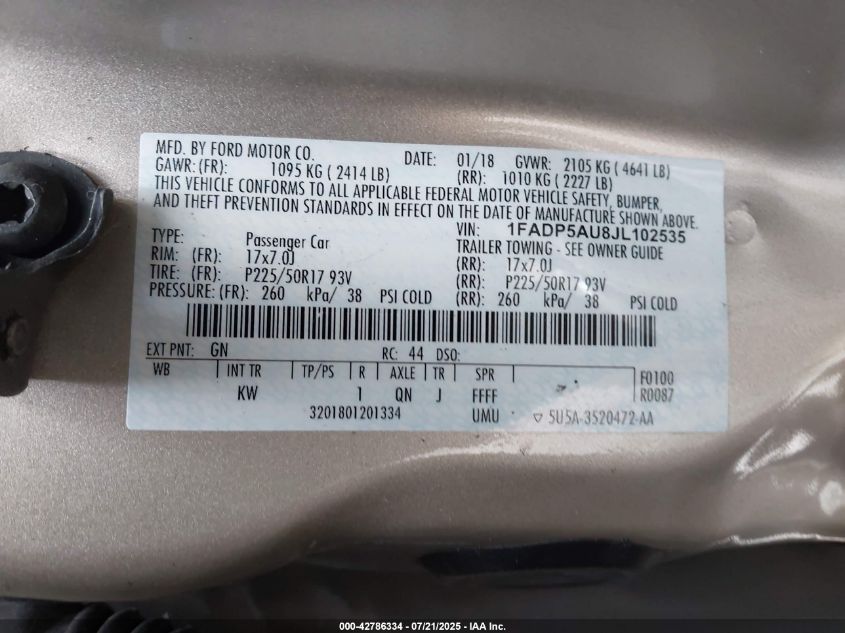 MFD. BY FORD MOTOR CO. DATE: 01/18 GVWR: 2105 KG ( 4641 LB)
GAWR: (FR): 1095 KG ( 2414 LB) (RR): 1010 KG ( 2227 LB)
THIS VEHICLE CONFORMS TO ALL APPLICABLE FEDERAL MOTOR VEHICLE SAFETY, BUMPER,
AND THEFT PREVENTION STANDARDS IN EFFECT ON THE DATE OF MANUFACTURE SHOWN ABOVE.
VIN: 1FADP5AU8JL102535
TYPE: Passenger Car TRAILER TOWING - SEE OWNER GUIDE
RIM: (FR): 17x7.0J (RR): 17x7.0J
TIRE: (FR): P225/50R17 93V (RR): P225/50R17 93V
PRESSURE: (FR): 260 kPa/ 38 PSI COLD (RR): 260 kPa/ 38 PSI COLD
EXT PNT: GN RC: 44 DSO:
WB INT TR TP/PS R AXLE TR SPR F0100
KW 1 QN J FFFF R0087
3201801201334 UMU ▽ 5U5A-3520472-AA
000-42786334 / 07/21/2025 - IAA Inc.